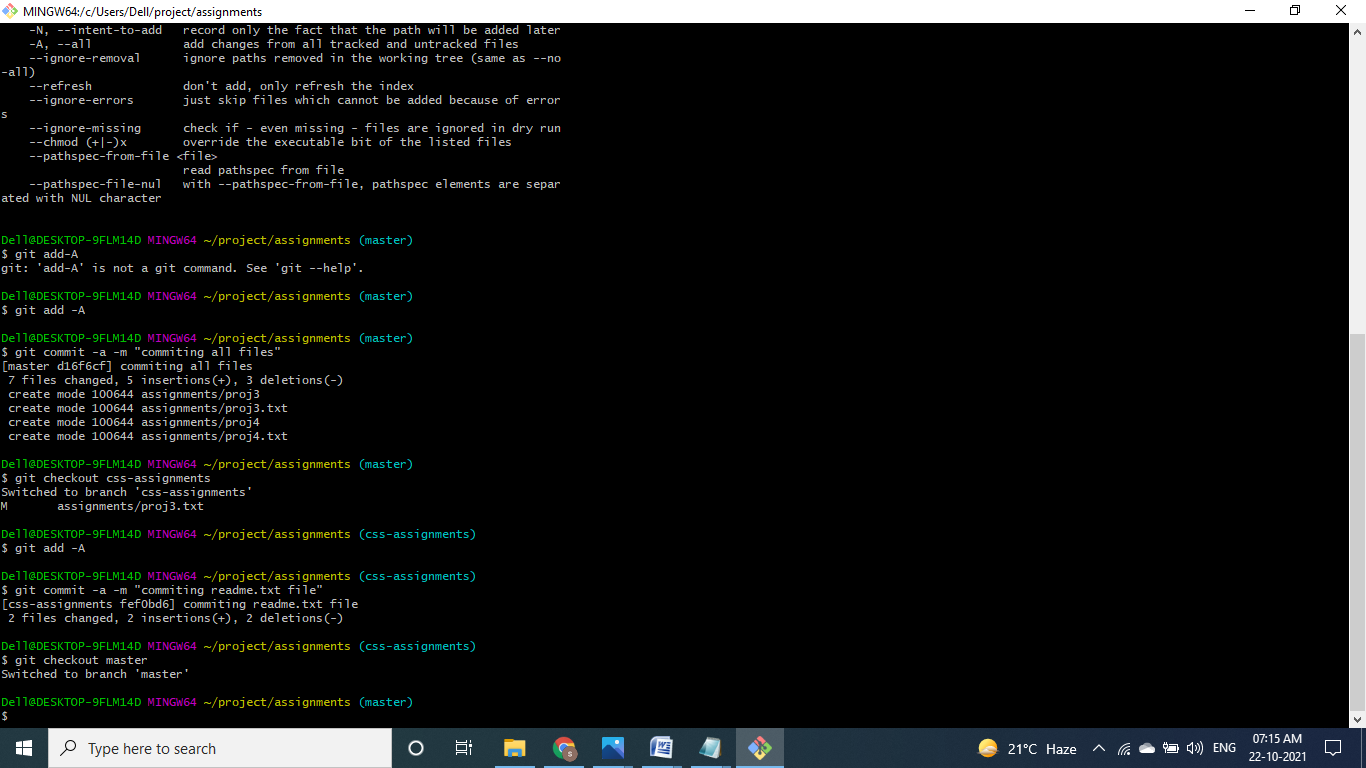 MINGW64:/c/Users/Dell/project/assignments
    -N, --intent-to-add   record only the fact that the path will be added later
    -A, --all             add changes from all tracked and untracked files
    --ignore-removal      ignore paths removed in the working tree (same as --no
-all)
    --refresh             don't add, only refresh the index
    --ignore-errors       just skip files which cannot be added because of error
s
    --ignore-missing      check if - even missing - files are ignored in dry run
    --chmod (+|-)x        override the executable bit of the listed files
    --pathspec-from-file <file>
                          read pathspec from file
    --pathspec-file-nul   with --pathspec-from-file, pathspec elements are separ
ated with NUL character
Dell@DESKTOP-9FLM14D MINGW64 ~/project/assignments (master)
$ git add-A
git: 'add-A' is not a git command. See 'git --help'.
Dell@DESKTOP-9FLM14D MINGW64 ~/project/assignments (master)
$ git add -A
Dell@DESKTOP-9FLM14D MINGW64 ~/project/assignments (master)
$ git commit -a -m "commiting all files"
[master d16f6cf] commiting all files
 7 files changed, 5 insertions(+), 3 deletions(-)
 create mode 100644 assignments/proj3
 create mode 100644 assignments/proj3.txt
 create mode 100644 assignments/proj4
 create mode 100644 assignments/proj4.txt
Dell@DESKTOP-9FLM14D MINGW64 ~/project/assignments (master)
$ git checkout css-assignments
Switched to branch 'css-assignments'
M       assignments/proj3.txt
Dell@DESKTOP-9FLM14D MINGW64 ~/project/assignments (css-assignments)
$ git add -A
Dell@DESKTOP-9FLM14D MINGW64 ~/project/assignments (css-assignments)
$ git commit -a -m "commiting readme.txt file"
[css-assignments fef0bd6] commiting readme.txt file
 2 files changed, 2 insertions(+), 2 deletions(-)
Dell@DESKTOP-9FLM14D MINGW64 ~/project/assignments (css-assignments)
$ git checkout master
Switched to branch 'master'
Dell@DESKTOP-9FLM14D MINGW64 ~/project/assignments (master)
$
Type here to search
21°C Haze
ENG
07:15 AM
22-10-2021